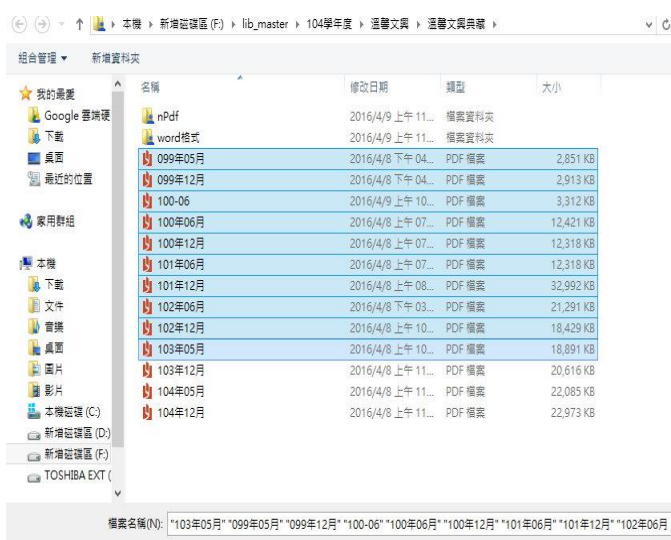 本機 ▸ 新增磁碟區 (F:) ▸ lib_master ▸ 104學年度 ▸ 溫馨文輿 ▸ 溫馨文輿典藏 ▸
組合管理 ▾ 新增資料夾
名稱 修改日期 類型 大小
我的最愛
Google 雲端硬
下載
桌面
最近的位置
家用群組
本機
下載
文件
音樂
桌面
圖片
影片
本機磁碟 (C:)
新增磁碟區 (D:)
新增磁碟區 (F:)
TOSHIBA EXT (
nPdf 2016/4/9 上午 11... 檔案資料夾
word格式 2016/4/9 上午 11... 檔案資料夾
099年05月 2016/4/8 下午 04... PDF 檔案 2,851 KB
099年12月 2016/4/8 下午 04... PDF 檔案 2,913 KB
100-06 2016/4/9 上午 10... PDF 檔案 3,312 KB
100年06月 2016/4/8 上午 07... PDF 檔案 12,421 KB
100年12月 2016/4/8 上午 07... PDF 檔案 12,318 KB
101年06月 2016/4/8 上午 07... PDF 檔案 12,318 KB
101年12月 2016/4/8 上午 08... PDF 檔案 32,992 KB
102年06月 2016/4/8 下午 03... PDF 檔案 21,291 KB
102年12月 2016/4/8 上午 10... PDF 檔案 18,429 KB
103年05月 2016/4/8 上午 10... PDF 檔案 18,891 KB
103年12月 2016/4/8 上午 11... PDF 檔案 20,616 KB
104年05月 2016/4/8 上午 11... PDF 檔案 22,085 KB
104年12月 2016/4/8 上午 11... PDF 檔案 22,973 KB
檔案名稱(N): "103年05月" "099年05月" "099年12月" "100-06" "100年06月" "100年12月" "101年06月" "101年12月" "102年06月